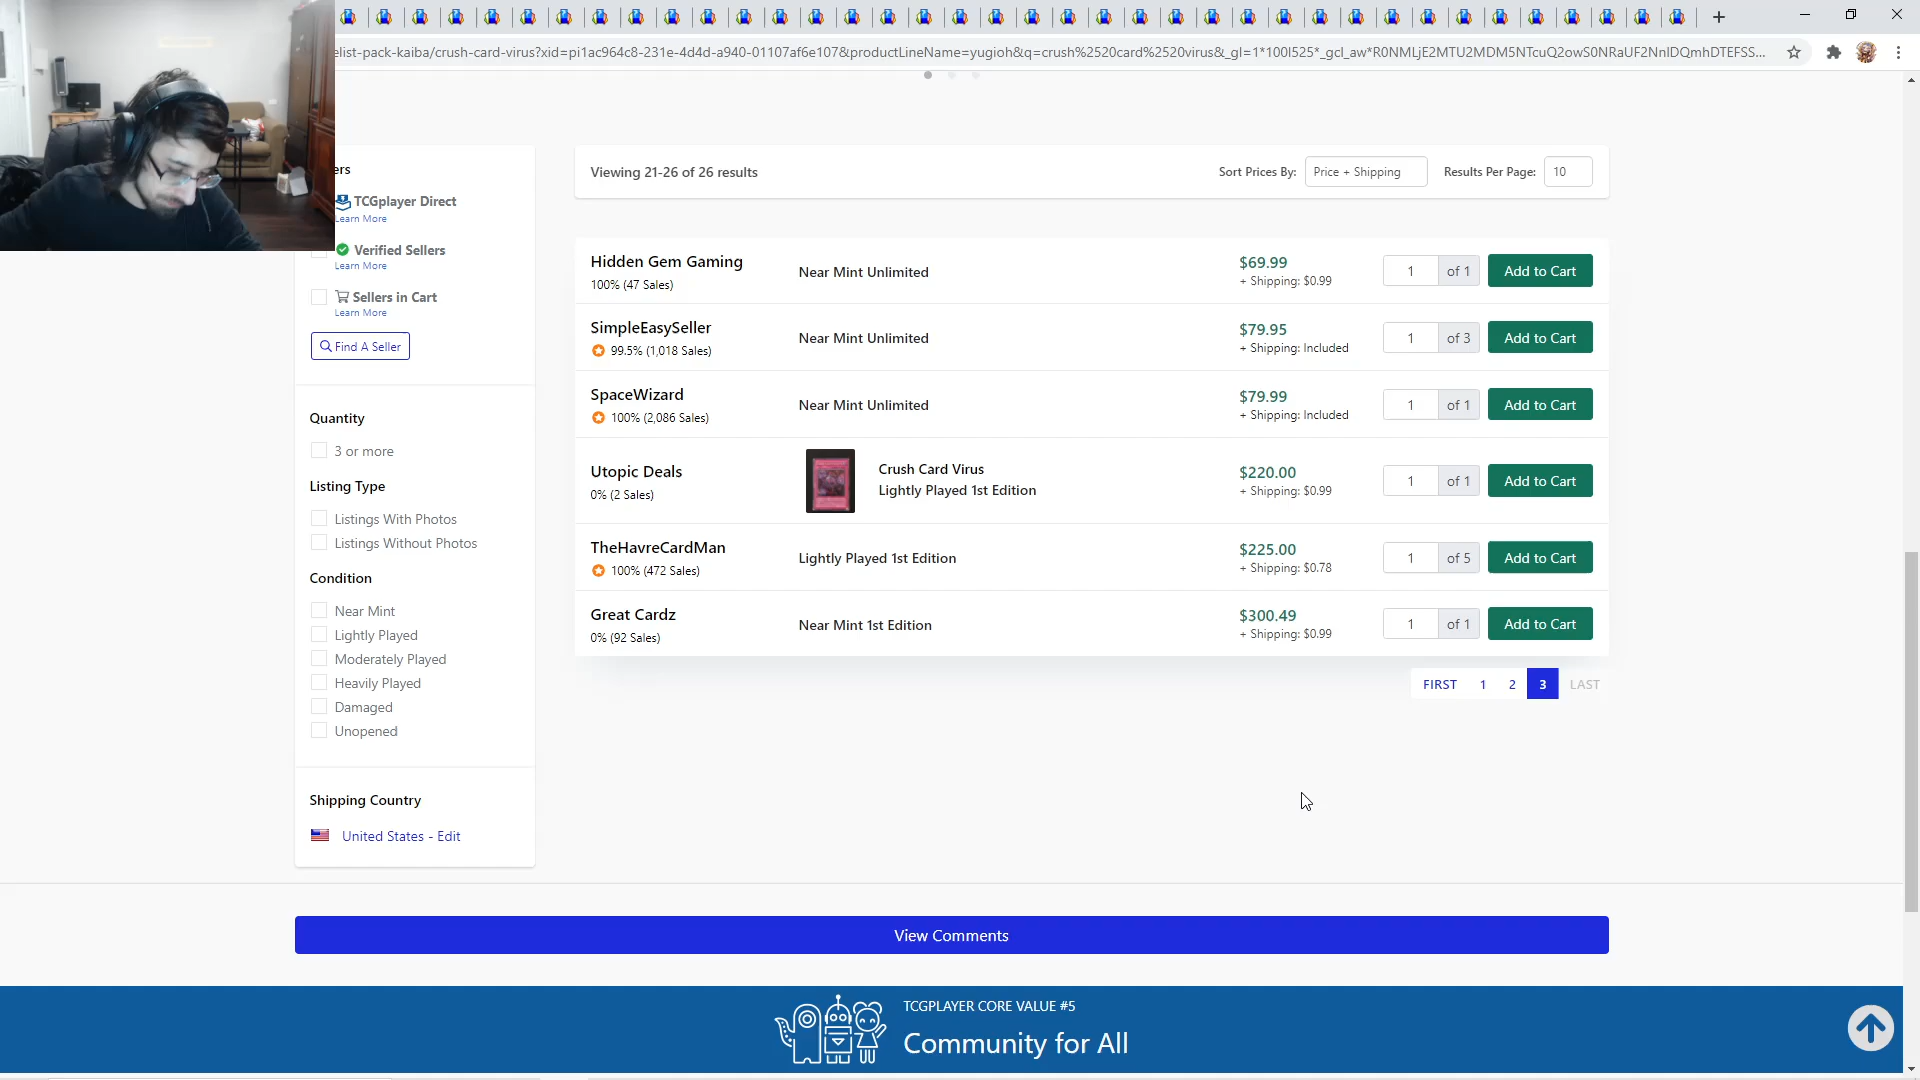 elist-pack-kaiba/crush-card-virus?xid=pi1ac964c8-231e-4d4d-a940-01107af6e107&productLineName=yugioh&q=crush%2520card%2520virus&_gl=1*100I525*_gcl_aw*R0NMLjE2MTU2MDM5NTcuQ2owS0NRaUF2NnlDQmhDTEFSS...
ers
TCGplayer Direct
Learn More
Verified Sellers
Learn More
Sellers in Cart
Learn More
Find A Seller
Quantity
3 or more
Listing Type
Listings With Photos
Listings Without Photos
Condition
Near Mint
Lightly Played
Moderately Played
Heavily Played
Damaged
Unopened
Shipping Country
United States - Edit
Viewing 21-26 of 26 results
Sort Prices By: Price + Shipping Results Per Page: 10
Hidden Gem Gaming
100% (47 Sales)
Near Mint Unlimited
$69.99
+ Shipping: $0.99
1 of 1 Add to Cart
SimpleEasySeller
99.5% (1,018 Sales)
Near Mint Unlimited
$79.95
+ Shipping: Included
1 of 3 Add to Cart
SpaceWizard
100% (2,086 Sales)
Near Mint Unlimited
$79.99
+ Shipping: Included
1 of 1 Add to Cart
Utopic Deals
0% (2 Sales)
Crush Card Virus
Lightly Played 1st Edition
$220.00
+ Shipping: $0.99
1 of 1 Add to Cart
TheHavreCardMan
100% (472 Sales)
Lightly Played 1st Edition
$225.00
+ Shipping: $0.78
1 of 5 Add to Cart
Great Cardz
0% (92 Sales)
Near Mint 1st Edition
$300.49
+ Shipping: $0.99
1 of 1 Add to Cart
FIRST 1 2 3 LAST
View Comments
TCGPLAYER CORE VALUE #5
Community for All